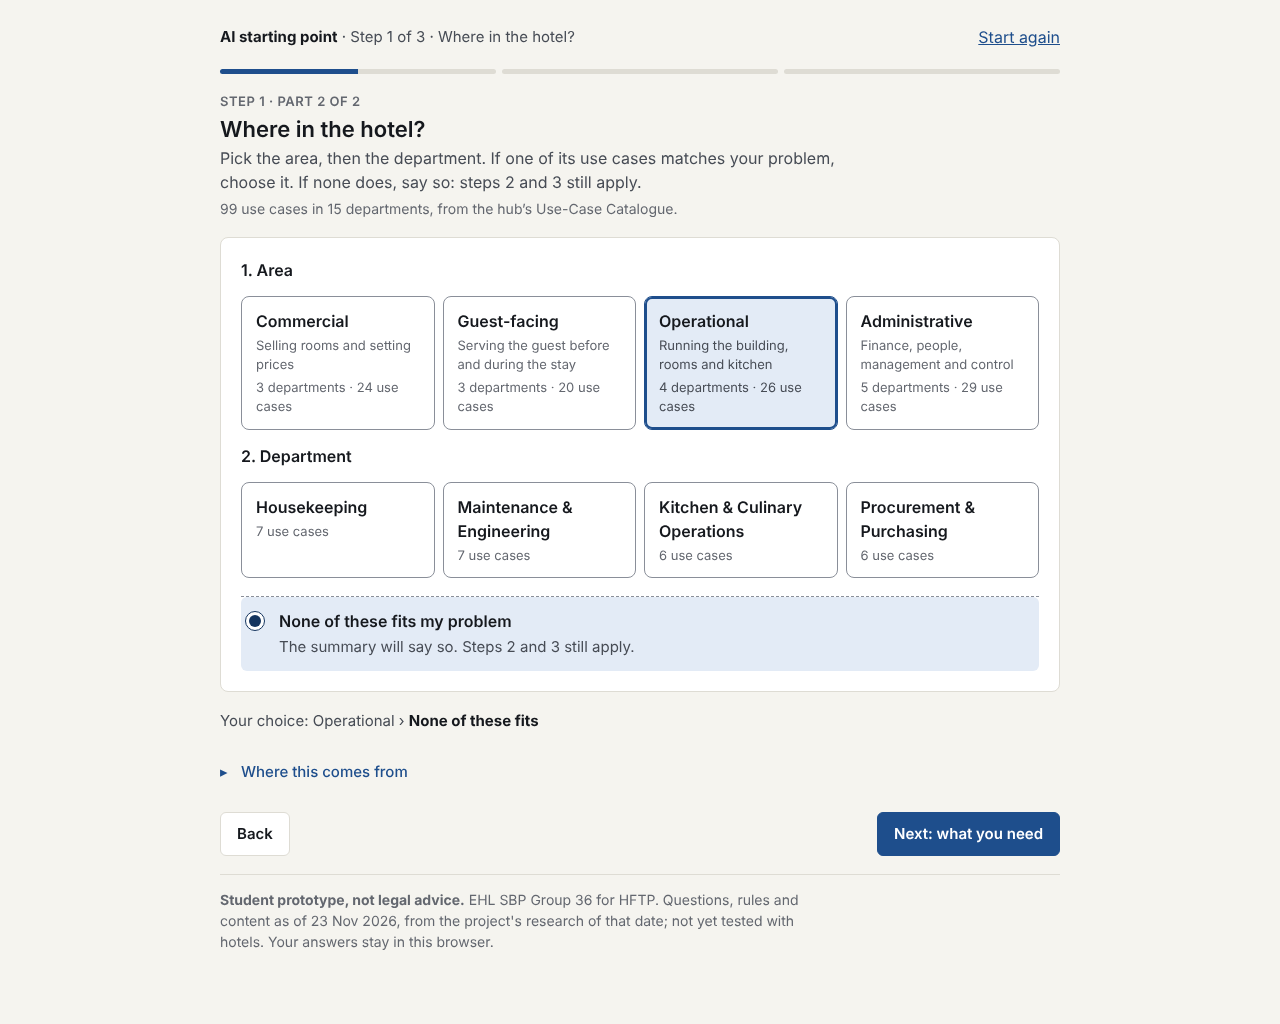 AI starting point · Step 1 of 3 · Where in the hotel?
Start again
STEP 1 · PART 2 OF 2
Where in the hotel?
Pick the area, then the department. If one of its use cases matches your problem,
choose it. If none does, say so: steps 2 and 3 still apply.
99 use cases in 15 departments, from the hub’s Use-Case Catalogue.
1. Area
Commercial
Selling rooms and setting
prices
3 departments · 24 use
cases
Guest-facing
Serving the guest before
and during the stay
3 departments · 20 use
cases
Operational
Running the building,
rooms and kitchen
4 departments · 26 use
cases
Administrative
Finance, people,
management and control
5 departments · 29 use
cases
2. Department
Housekeeping
7 use cases
Maintenance &
Engineering
7 use cases
Kitchen & Culinary
Operations
6 use cases
Procurement &
Purchasing
6 use cases
None of these fits my problem
The summary will say so. Steps 2 and 3 still apply.
Your choice: Operational › None of these fits
▸ Where this comes from
Back
Next: what you need
Student prototype, not legal advice. EHL SBP Group 36 for HFTP. Questions, rules and
content as of 23 Nov 2026, from the project's research of that date; not yet tested with
hotels. Your answers stay in this browser.